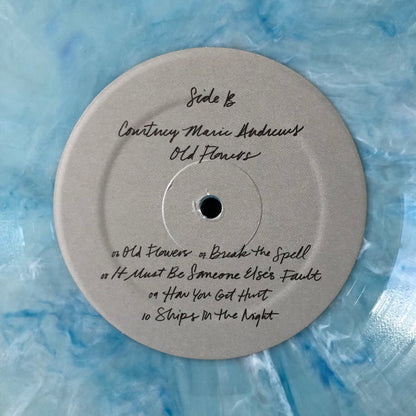 Side B
Courtney Marie Andrews
Old Flowers
06 Old Flowers 07 Break the Spell
08 It Must Be Someone Else's Fault
09 How You Get Hurt
10 Ships In the Night